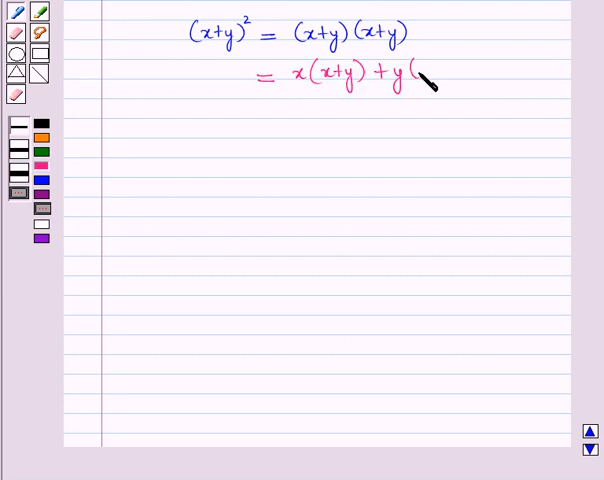 (x+y)² = (x+y)(x+y)
= x(x+y) + y(